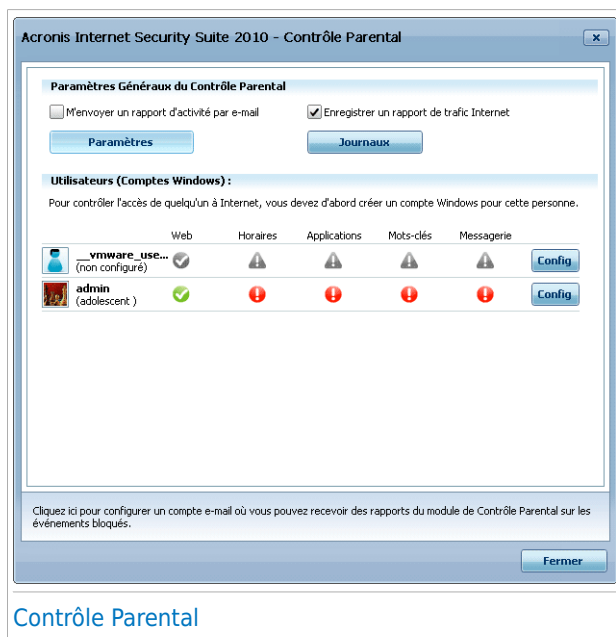 Acronis Internet Security Suite 2010 - Contrôle Parental
Paramètres Généraux du Contrôle Parental
M'envoyer un rapport d'activité par e-mail
Enregistrer un rapport de trafic Internet
Paramètres
Journaux
Utilisateurs (Comptes Windows) :
Pour contrôler l'accès de quelqu'un à Internet, vous devez d'abord créer un compte Windows pour cette personne.
Web Horaires Applications Mots-clés Messagerie
__vmware_use...
(non configuré)
Config
admin
(adolescent )
Config
Cliquez ici pour configurer un compte e-mail où vous pouvez recevoir des rapports du module de Contrôle Parental sur les
événements bloqués.
Fermer
Contrôle Parental